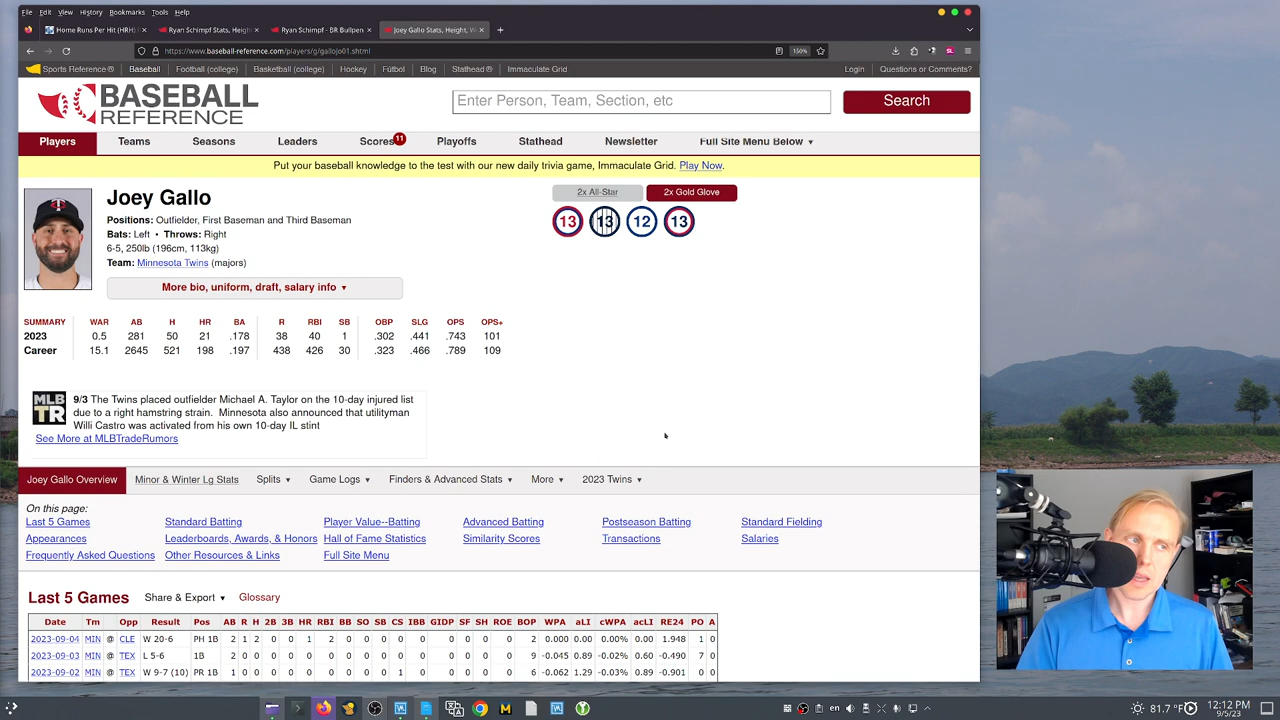 File Edit View History Bookmarks Tools Help
Home Runs Per Hit (HRH) Ryan Schimpf Stats, Heigh Ryan Schimpf - BR Bullpen Joey Gallo Stats, Height, W
https://www.baseball-reference.com/players/g/gallojo01.shtml 150%
Sports Reference® Baseball Football (college) Basketball (college) Hockey Fútbol Blog Stathead® Immaculate Grid Login Questions or Comments?
BASEBALL
REFERENCE
Enter Person, Team, Section, etc Search
Players Teams Seasons Leaders Scores 11 Playoffs Stathead Newsletter Full Site Menu Below ▼
Put your baseball knowledge to the test with our new daily trivia game, Immaculate Grid. Play Now.
Joey Gallo
2x All-Star 2x Gold Glove
Positions: Outfielder, First Baseman and Third Baseman
13 13 12 13
Bats: Left • Throws: Right
6-5, 250lb (196cm, 113kg)
Team: Minnesota Twins (majors)
More bio, uniform, draft, salary info ▼
SUMMARY WAR AB H HR BA R RBI SB OBP SLG OPS OPS+
2023 0.5 281 50 21 .178 38 40 1 .302 .441 .743 101
Career 15.1 2645 521 198 .197 438 426 30 .323 .466 .789 109
MLB
TR
9/3 The Twins placed outfielder Michael A. Taylor on the 10-day injured list
due to a right hamstring strain. Minnesota also announced that utilityman
Willi Castro was activated from his own 10-day IL stint
See More at MLBTradeRumors
Joey Gallo Overview Minor & Winter Lg Stats Splits ▼ Game Logs ▼ Finders & Advanced Stats ▼ More ▼ 2023 Twins ▼
On this page:
Last 5 Games Standard Batting Player Value--Batting Advanced Batting Postseason Batting Standard Fielding
Appearances Leaderboards, Awards, & Honors Hall of Fame Statistics Similarity Scores Transactions Salaries
Frequently Asked Questions Other Resources & Links Full Site Menu
Last 5 Games Share & Export ▼ Glossary
Date Tm Opp Result Pos AB R H 2B 3B HR RBI BB SO SB CS IBB GIDP SF SH ROE BOP WPA aLI cWPA acLI RE24 PO A
2023-09-04 MIN @ CLE W 20-6 PH 1B 2 1 2 0 0 1 2 0 0 0 0 0 0 0 0 0 2 0.000 0.00 0.00% 0.00 1.948 1 0
2023-09-03 MIN @ TEX L 5-6 1B 2 0 0 0 0 0 0 0 0 0 0 0 0 0 0 0 9 -0.045 0.89 -0.02% 0.60 -0.490 7 0
2023-09-02 MIN @ TEX W 9-7 (10) PR 1B 1 0 0 0 0 0 0 0 0 0 1 0 0 0 0 0 6 -0.062 1.29 -0.03% 0.89 -0.901 0 0
en 81.7° F 12:12 PM
9/5/23